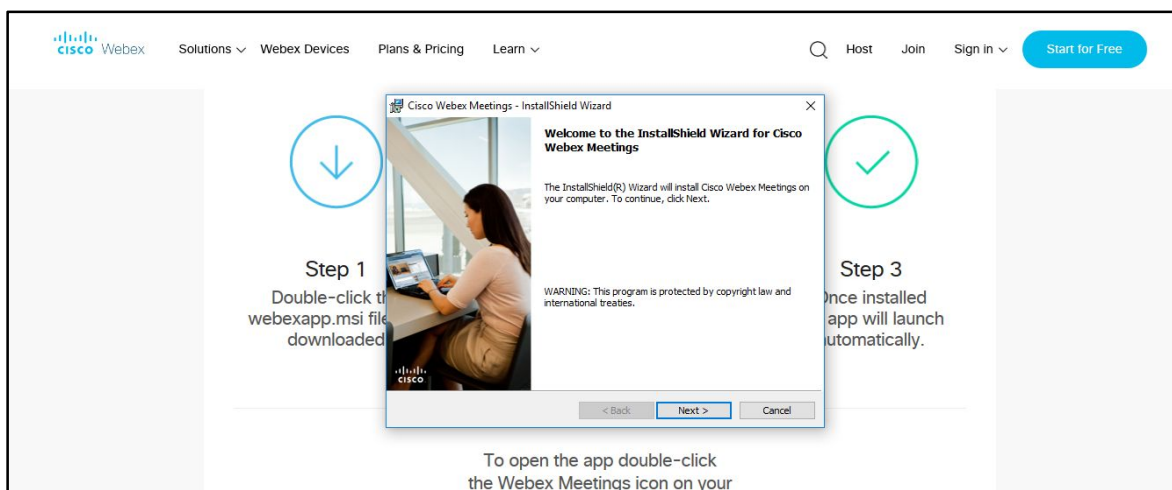 CISCO Webex
Solutions
Webex Devices
Plans & Pricing
Learn
Host
Join
Sign in
Start for Free
Cisco Webex Meetings - InstallShield Wizard
Welcome to the InstallShield Wizard for Cisco
Webex Meetings
The InstallShield(R) Wizard will install Cisco Webex Meetings on
your computer. To continue, click Next.
WARNING: This program is protected by copyright law and
international treaties.
CISCO
< Back
Next >
Cancel
Step 1
Double-click
webexapp.msi
downloaded
Step 3
installed
app will launch
To open the app double-click
the Webex Meetings icon on your